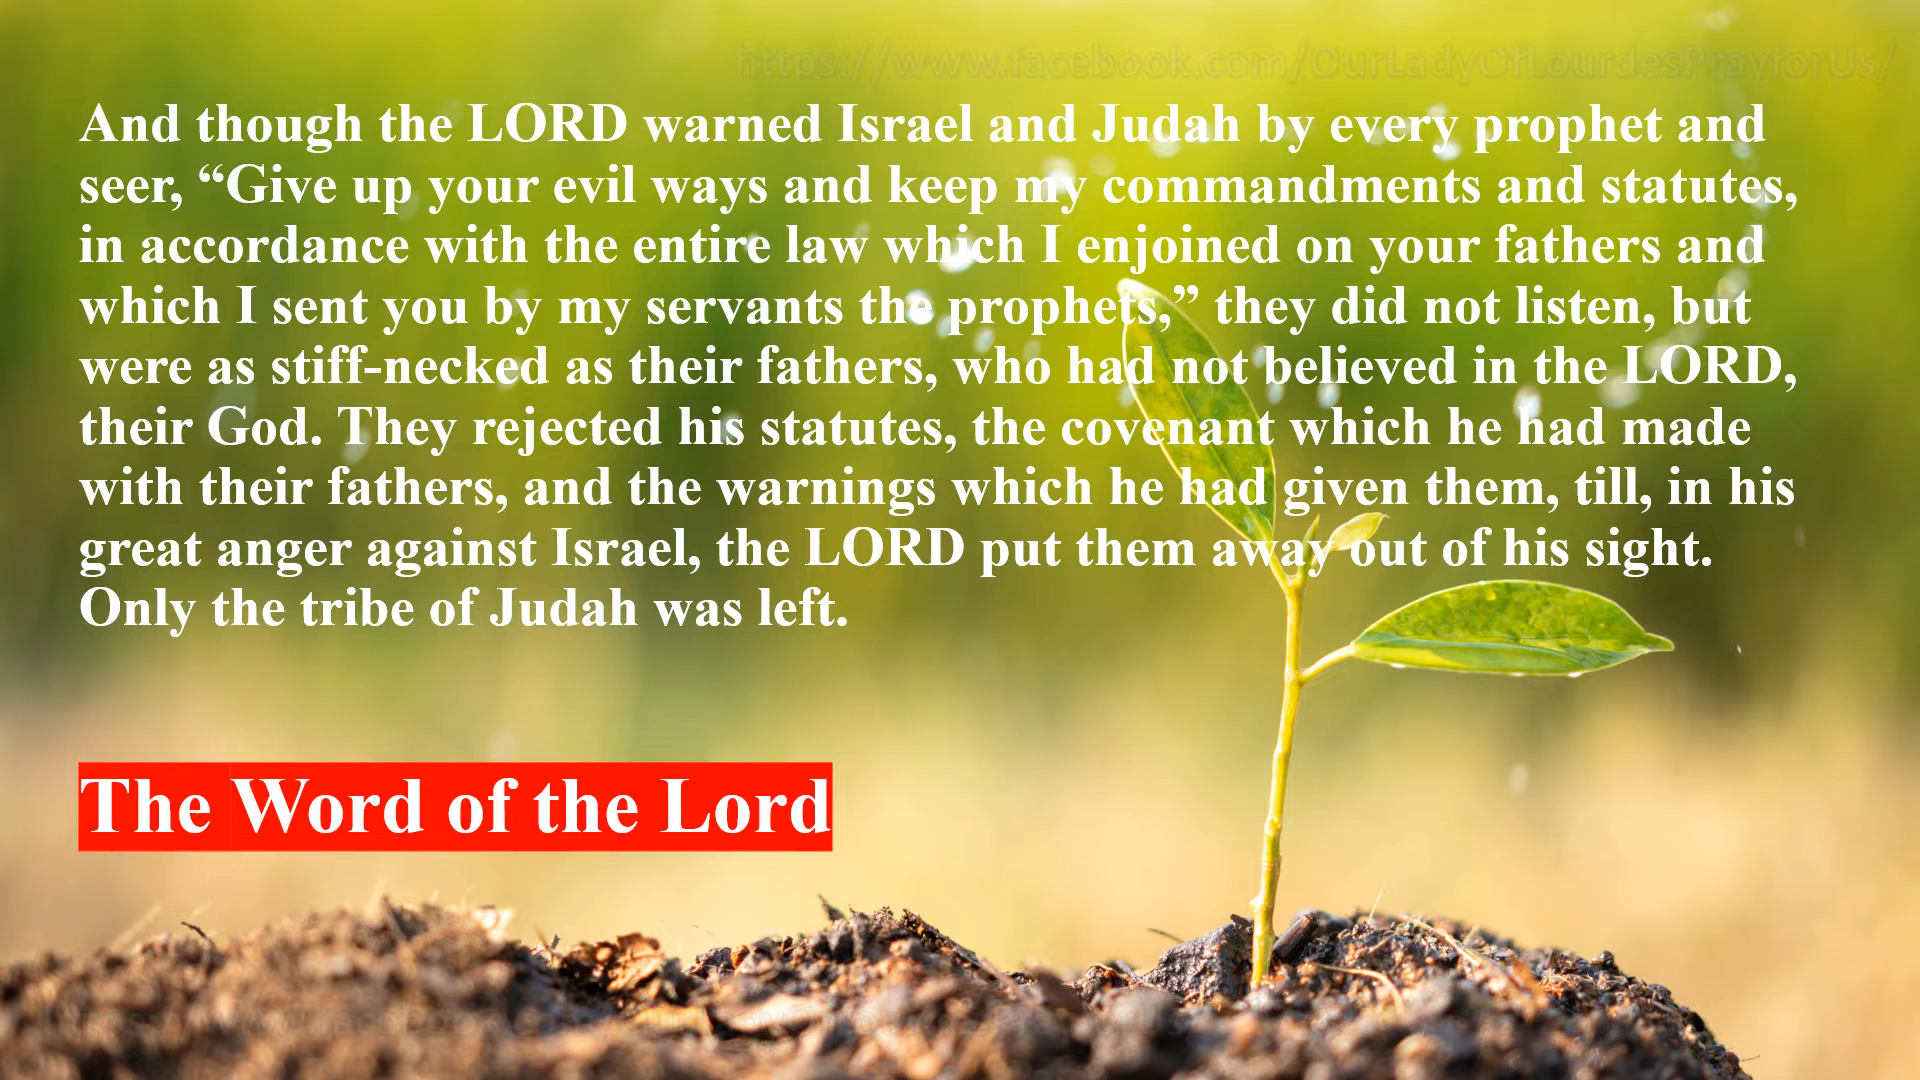 https://www.facebook.com/OurLadyOfLourdesPrayforUs/
And though the LORD warned Israel and Judah by every prophet and
seer, “Give up your evil ways and keep my commandments and statutes,
in accordance with the entire law which I enjoined on your fathers and
which I sent you by my servants the prophets,” they did not listen, but
were as stiff-necked as their fathers, who had not believed in the LORD,
their God. They rejected his statutes, the covenant which he had made
with their fathers, and the warnings which he had given them, till, in his
great anger against Israel, the LORD put them away out of his sight.
Only the tribe of Judah was left.
The Word of the Lord